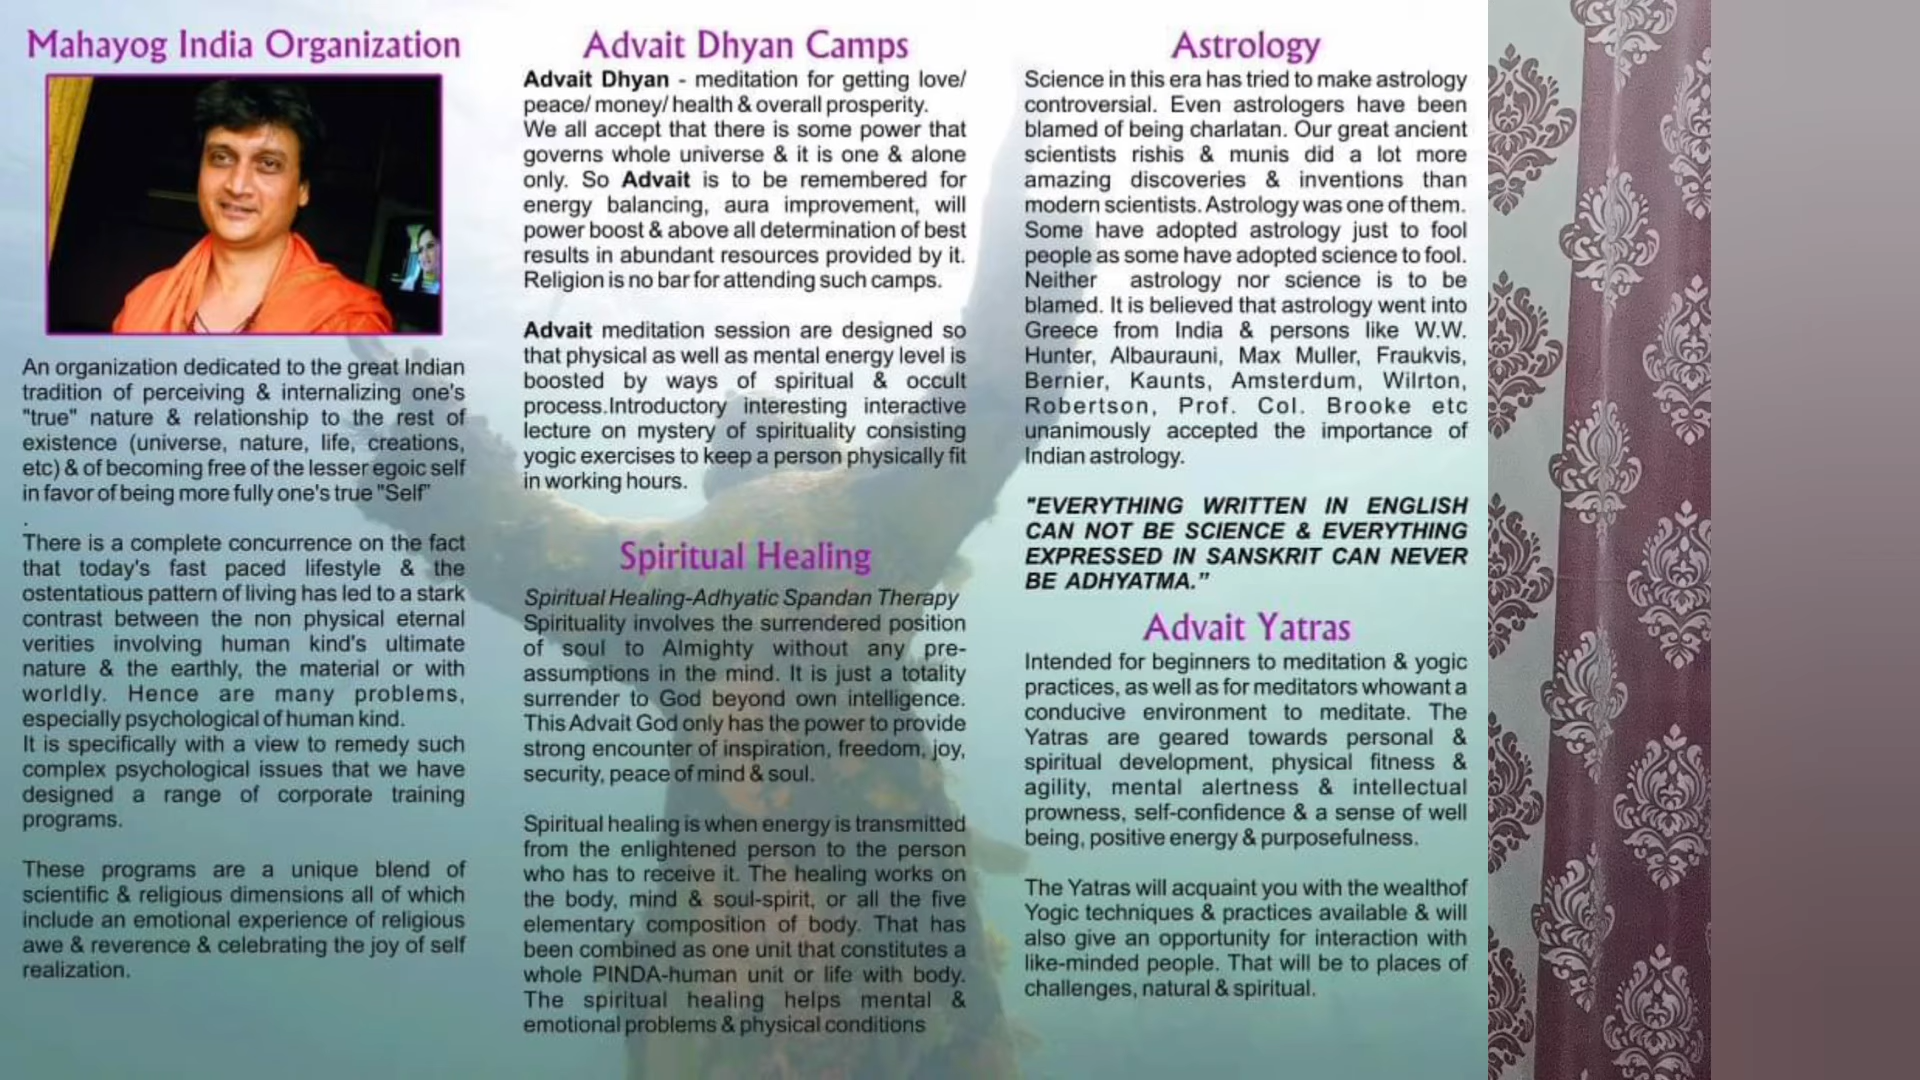 Mahayog India Organization
An organization dedicated to the great Indian
tradition of perceiving & internalizing one's
"true" nature & relationship to the rest of
existence (universe, nature, life, creations,
etc) & of becoming free of the lesser egoic self
in favor of being more fully one's true "Self"
.
There is a complete concurrence on the fact
that today's fast paced lifestyle & the
ostentatious pattern of living has led to a stark
contrast between the non physical eternal
verities involving human kind's ultimate
nature & the earthly, the material or with
worldly. Hence are many problems,
especially psychological of human kind.
It is specifically with a view to remedy such
complex psychological issues that we have
designed a range of corporate training
programs.
These programs are a unique blend of
scientific & religious dimensions all of which
include an emotional experience of religious
awe & reverence & celebrating the joy of self
realization.
Advait Dhyan Camps
Advait Dhyan - meditation for getting love/
peace/ money/ health & overall prosperity.
We all accept that there is some power that
governs whole universe & it is one & alone
only. So Advait is to be remembered for
energy balancing, aura improvement, will
power boost & above all determination of best
results in abundant resources provided by it.
Religion is no bar for attending such camps.
Advait meditation session are designed so
that physical as well as mental energy level is
boosted by ways of spiritual & occult
process.Introductory interesting interactive
lecture on mystery of spirituality consisting
yogic exercises to keep a person physically fit
in working hours.
Spiritual Healing
Spiritual Healing-Adhyatic Spandan Therapy
Spirituality involves the surrendered position
of soul to Almighty without any pre-
assumptions in the mind. It is just a totality
surrender to God beyond own intelligence.
This Advait God only has the power to provide
strong encounter of inspiration, freedom, joy,
security, peace of mind & soul.
Spiritual healing is when energy is transmitted
from the enlightened person to the person
who has to receive it. The healing works on
the body, mind & soul-spirit, or all the five
elementary composition of body. That has
been combined as one unit that constitutes a
whole PINDA-human unit or life with body.
The spiritual healing helps mental &
emotional problems & physical conditions
Astrology
Science in this era has tried to make astrology
controversial. Even astrologers have been
blamed of being charlatan. Our great ancient
scientists rishis & munis did a lot more
amazing discoveries & inventions than
modern scientists. Astrology was one of them.
Some have adopted astrology just to fool
people as some have adopted science to fool.
Neither astrology nor science is to be
blamed. It is believed that astrology went into
Greece from India & persons like W.W.
Hunter, Albaurauni, Max Muller, Fraukvis,
Bernier, Kaunts, Amsterdum, Wilrton,
Robertson, Prof. Col. Brooke etc
unanimously accepted the importance of
Indian astrology.
"EVERYTHING WRITTEN IN ENGLISH
CAN NOT BE SCIENCE & EVERYTHING
EXPRESSED IN SANSKRIT CAN NEVER
BE ADHYATMA.”
Advait Yatras
Intended for beginners to meditation & yogic
practices, as well as for meditators whowant a
conducive environment to meditate. The
Yatras are geared towards personal &
spiritual development, physical fitness &
agility, mental alertness & intellectual
prowness, self-confidence & a sense of well
being, positive energy & purposefulness.
The Yatras will acquaint you with the wealthof
Yogic techniques & practices available & will
also give an opportunity for interaction with
like-minded people. That will be to places of
challenges, natural & spiritual.